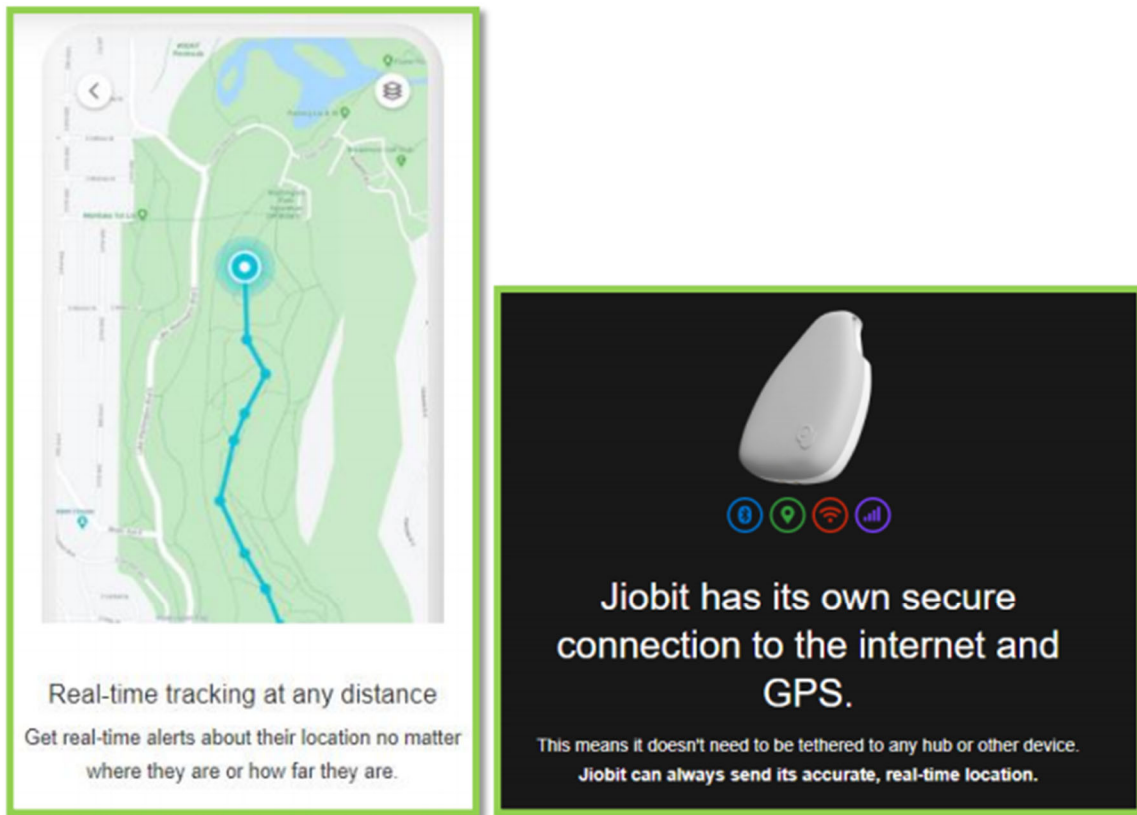 Real-time tracking at any distance
Get real-time alerts about their location no matter
where they are or how far they are.
Jiobit has its own secure
connection to the internet and
GPS.
This means it doesn't need to be tethered to any hub or other device.
Jiobit can always send its accurate, real-time location.